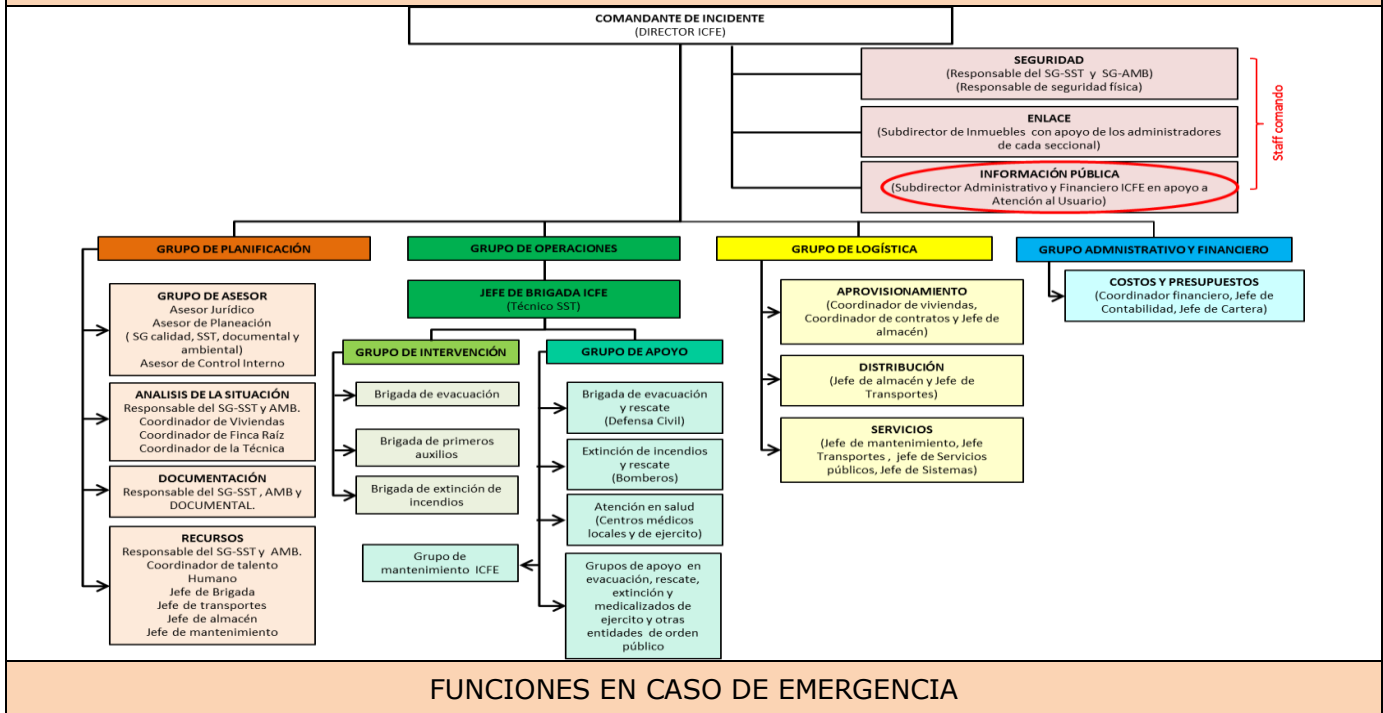 COMANDANTE DE INCIDENTE
(DIRECTOR ICFE)
SEGURIDAD
(Responsable del SG-SST y SG-AMB)
(Responsable de seguridad física)
ENLACE
(Subdirector de Inmuebles con apoyo de los administradores
de cada seccional)
INFORMACIÓN PÚBLICA
(Subdirector Administrativo y Financiero ICFE en apoyo a
Atención al Usuario)
Staff comando
GRUPO DE PLANIFICACIÓN
GRUPO DE ASESOR
Asesor Jurídico
Asesor de Planeación
( SG calidad, SST, documental y
ambiental)
Asesor de Control Interno
ANALISIS DE LA SITUACIÓN
Responsable del SG-SST y AMB.
Coordinador de Viviendas
Coordinador de Finca Raíz
Coordinador de la Técnica
DOCUMENTACIÓN
Responsable del SG-SST , AMB y
DOCUMENTAL.
RECURSOS
Responsable del SG-SST y AMB.
Coordinador de talento
Humano
Jefe de Brigada
Jefe de transportes
Jefe de almacén
Jefe de mantenimiento
GRUPO DE OPERACIONES
JEFE DE BRIGADA ICFE
(Técnico SST)
GRUPO DE INTERVENCIÓN
Brigada de evacuación
Brigada de primeros
auxilios
Brigada de extinción de
incendios
GRUPO DE APOYO
Brigada de evacuación
y rescate
(Defensa Civil)
Extinción de incendios
y rescate
(Bomberos)
Atención en salud
(Centros médicos
locales y de ejercito)
Grupo de
mantenimiento ICFE
Grupos de apoyo en
evacuación, rescate,
extinción y
medicalizados de
ejercito y otras
entidades de orden
público
GRUPO DE LOGÍSTICA
APROVISIONAMIENTO
(Coordinador de viviendas,
Coordinador de contratos y Jefe de
almacén)
DISTRIBUCIÓN
(Jefe de almacén y Jefe de
Transportes)
SERVICIOS
(Jefe de mantenimiento, Jefe
Transportes , jefe de Servicios
públicos, Jefe de Sistemas)
GRUPO ADMNISTRATIVO Y FINANCIERO
COSTOS Y PRESUPUESTOS
(Coordinador financiero, Jefe de
Contabilidad, Jefe de Cartera)
FUNCIONES EN CASO DE EMERGENCIA